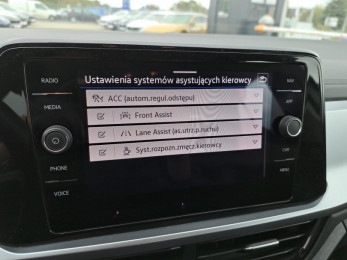 Ustawienia systemów asystujących kierowcy
ACC (autom.regul.odstępu)
Front Assist
Lane Assist (as.utrz.p.ruchu)
Syst.rozpozn.zmęcz.kierowcy
RADIO
MEDIA
PHONE
VOICE
NAV
APP
CAR
MENU